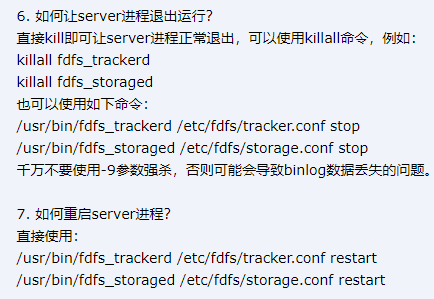 6. 如何让server进程退出运行？
直接kill即可让server进程正常退出，可以使用killall命令，例如：
killall fdfs_trackerd
killall fdfs_storaged
也可以使用如下命令：
/usr/bin/fdfs_trackerd /etc/fdfs/tracker.conf stop
/usr/bin/fdfs_storaged /etc/fdfs/storage.conf stop
千万不要使用-9参数强杀，否则可能会导致binlog数据丢失的问题。
7. 如何重启server进程？
直接使用：
/usr/bin/fdfs_trackerd /etc/fdfs/tracker.conf restart
/usr/bin/fdfs_storaged /etc/fdfs/storage.conf restart